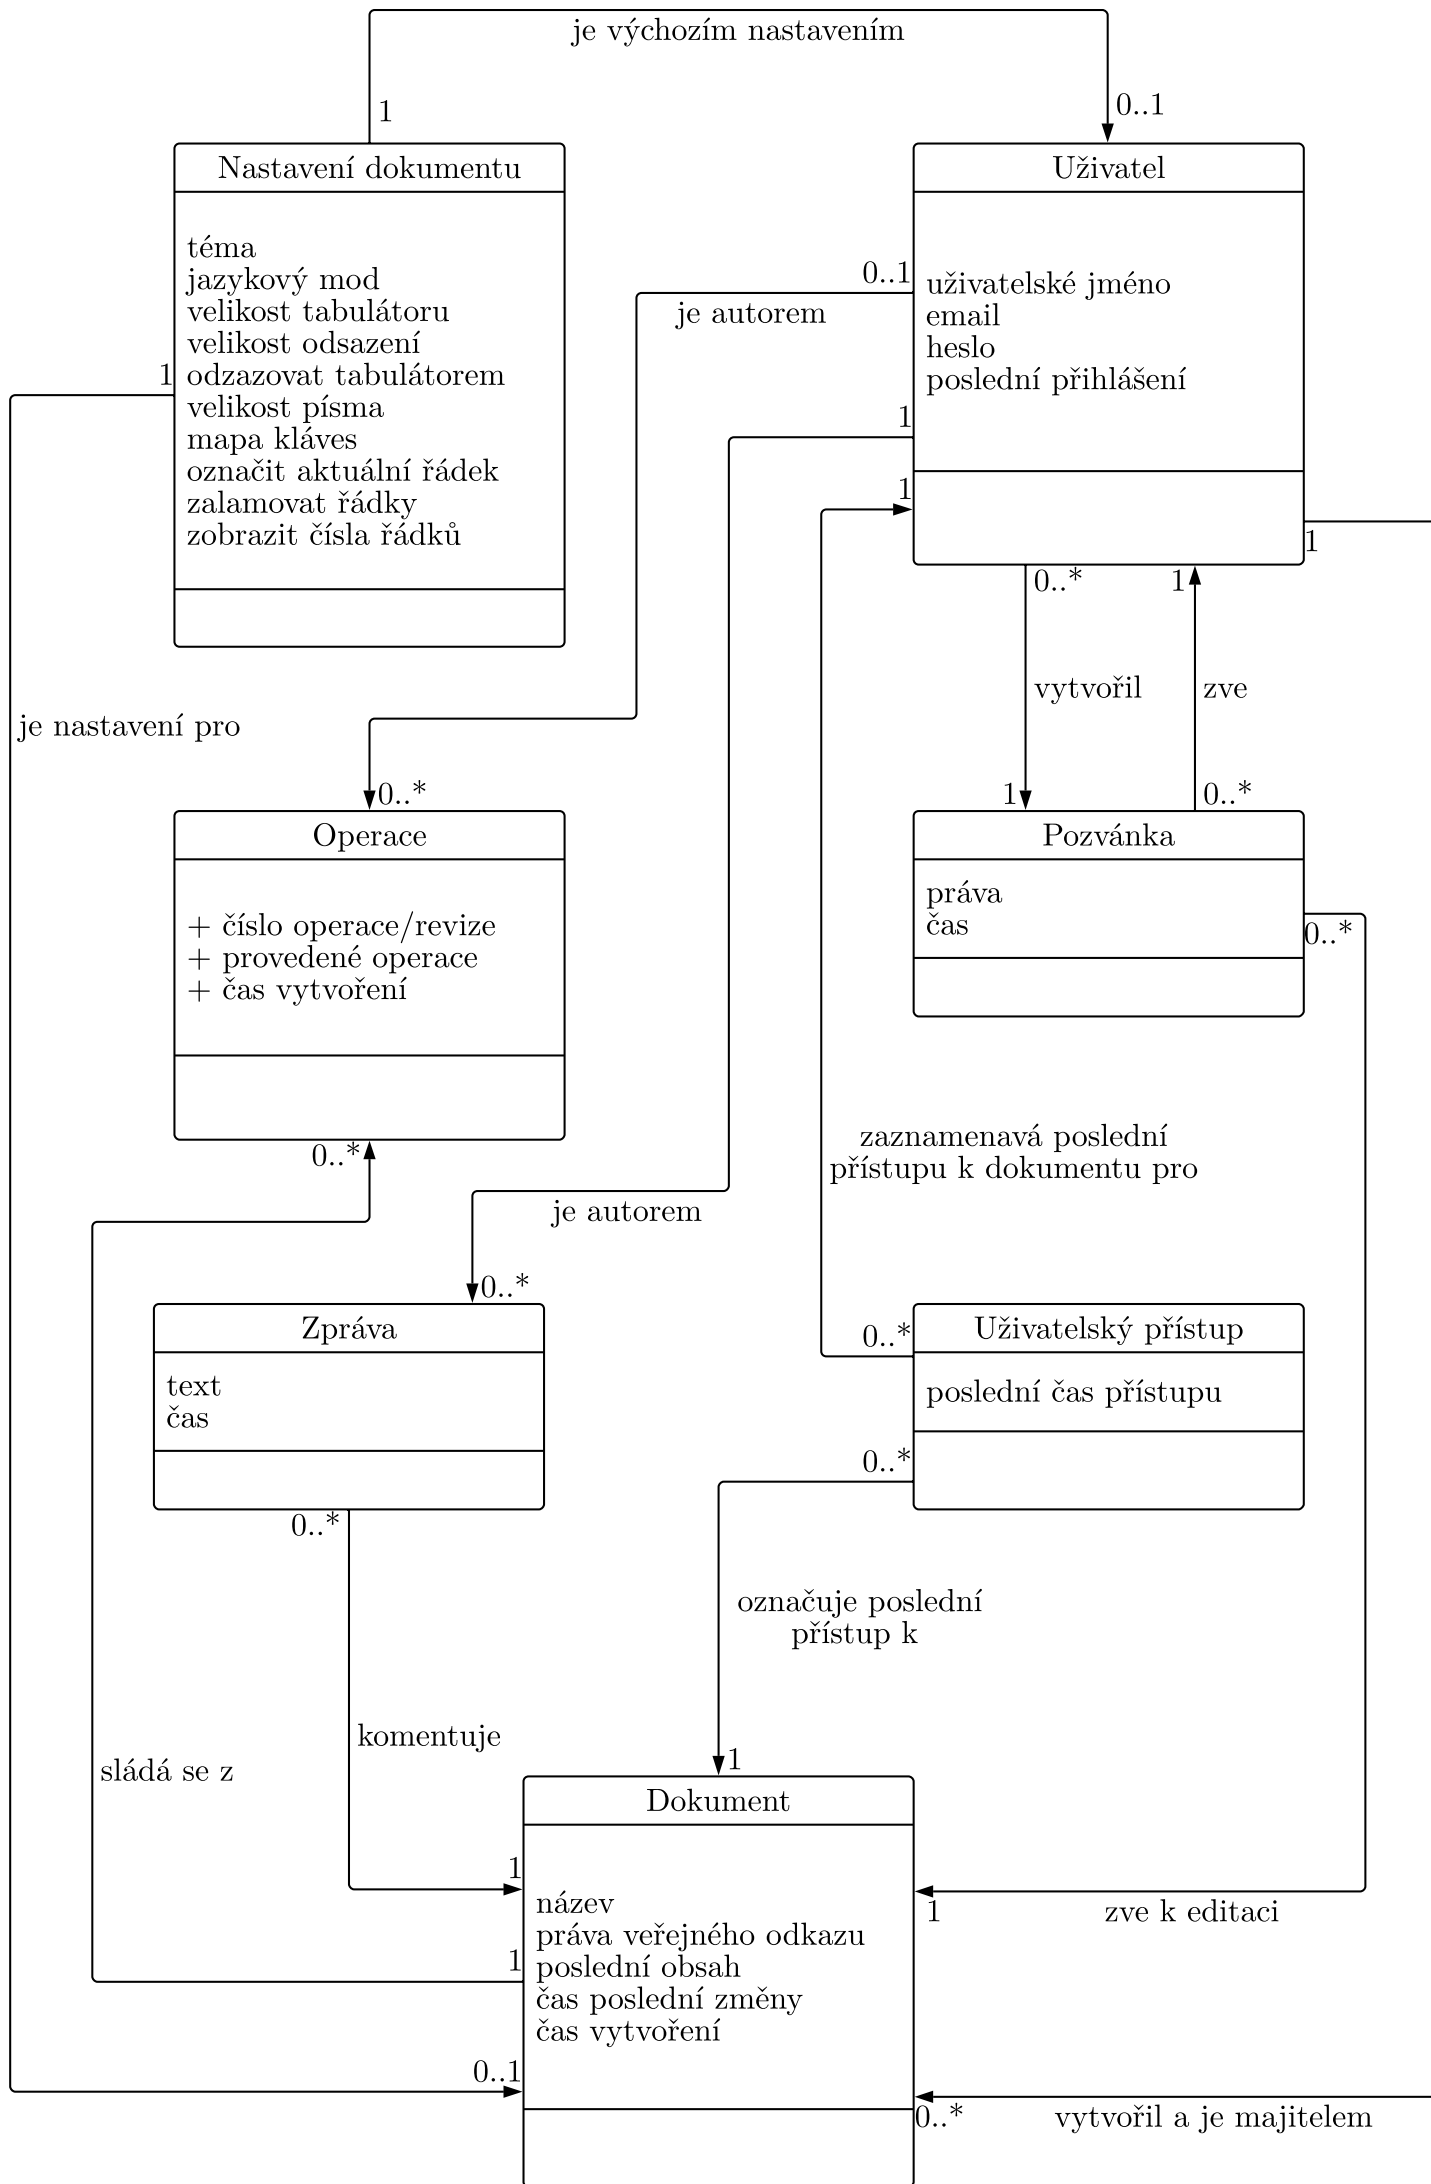 je výchozím nastavením
1
0..1
Nastavení dokumentu
téma
jazykový mod
velikost tabulátoru
velikost odsazení
odzazovat tabulátorem
velikost písma
mapa kláves
označit aktuální řádek
zalamovat řádky
zobrazit čísla řádků
1
Uživatel
uživatelské jméno
email
heslo
poslední přihlášení
0..1
je autorem
1
1
1
0..*
1
vytvořil
zve
je nastavení pro
0..*
1
0..*
Operace
+ číslo operace/revize
+ provedené operace
+ čas vytvoření
Pozvánka
práva
čas
0..*
0..*
zaznamenavá poslední
přístupu k dokumentu pro
je autorem
0..*
Zpráva
text
čas
0..*
Uživatelský přístup
poslední čas přístupu
0..*
0..*
označuje poslední
přístup k
komentuje
sládá se z
1
Dokument
název
práva veřejného odkazu
poslední obsah
čas poslední změny
čas vytvoření
1
1
0..1
1
zve k editaci
0..*
vytvořil a je majitelem